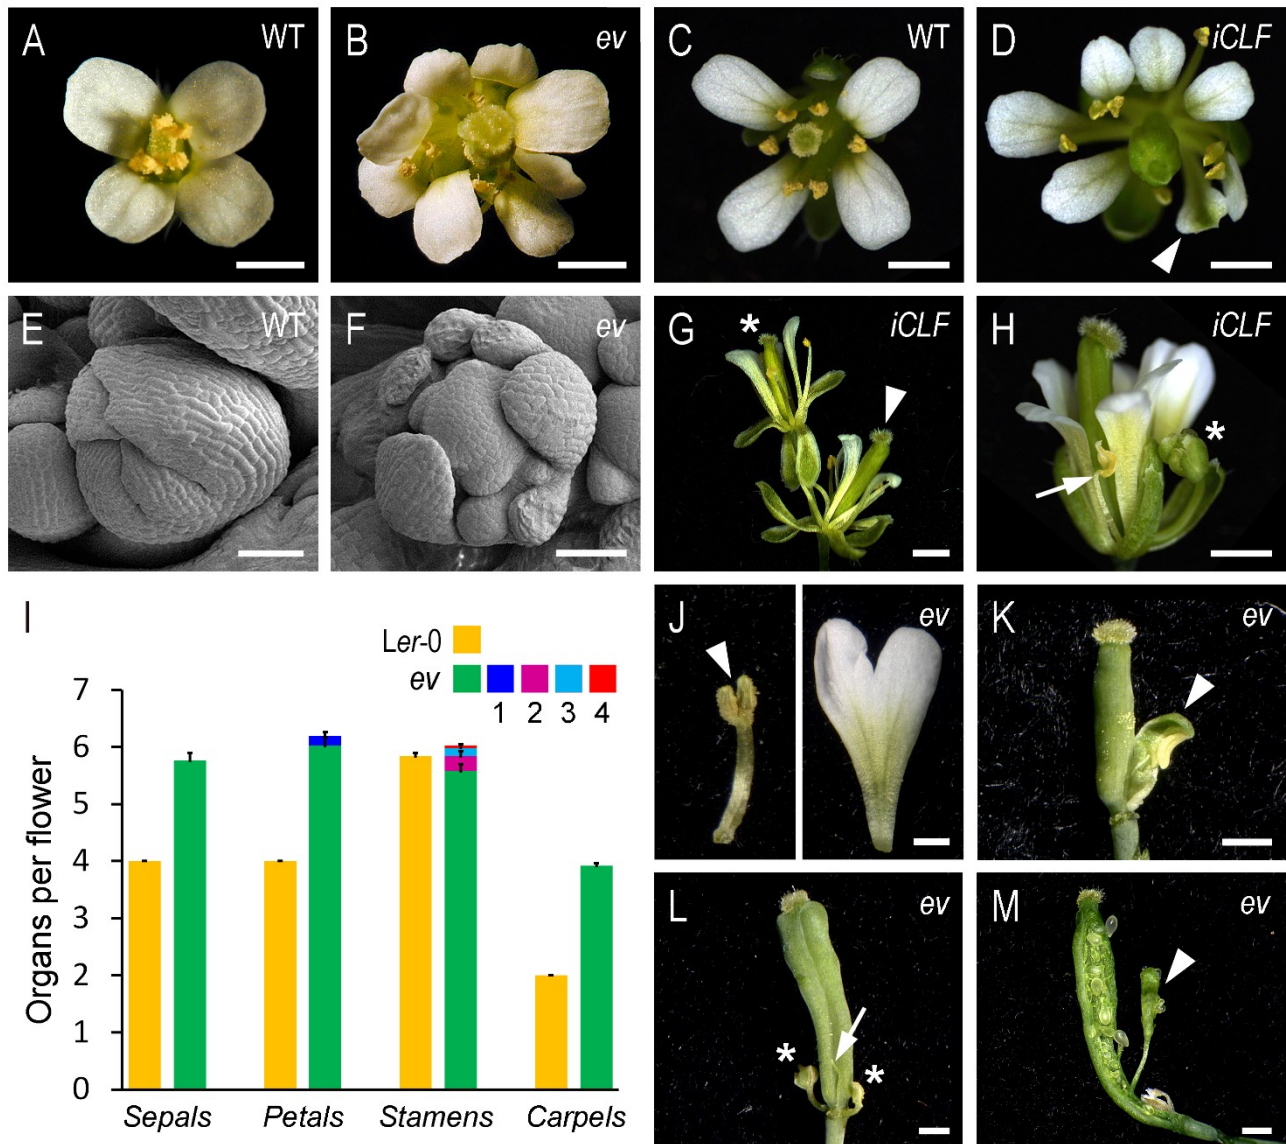 A WT
B ev
C WT
D iCLF
E WT
F ev
G * iCLF
H iCLF
*
I
Ler-0
ev
1 2 3 4
7
6
5
4
3
2
1
0
Organs per flower
Sepals Petals Stamens Carpels
J ev
K ev
L ev
* *
M ev